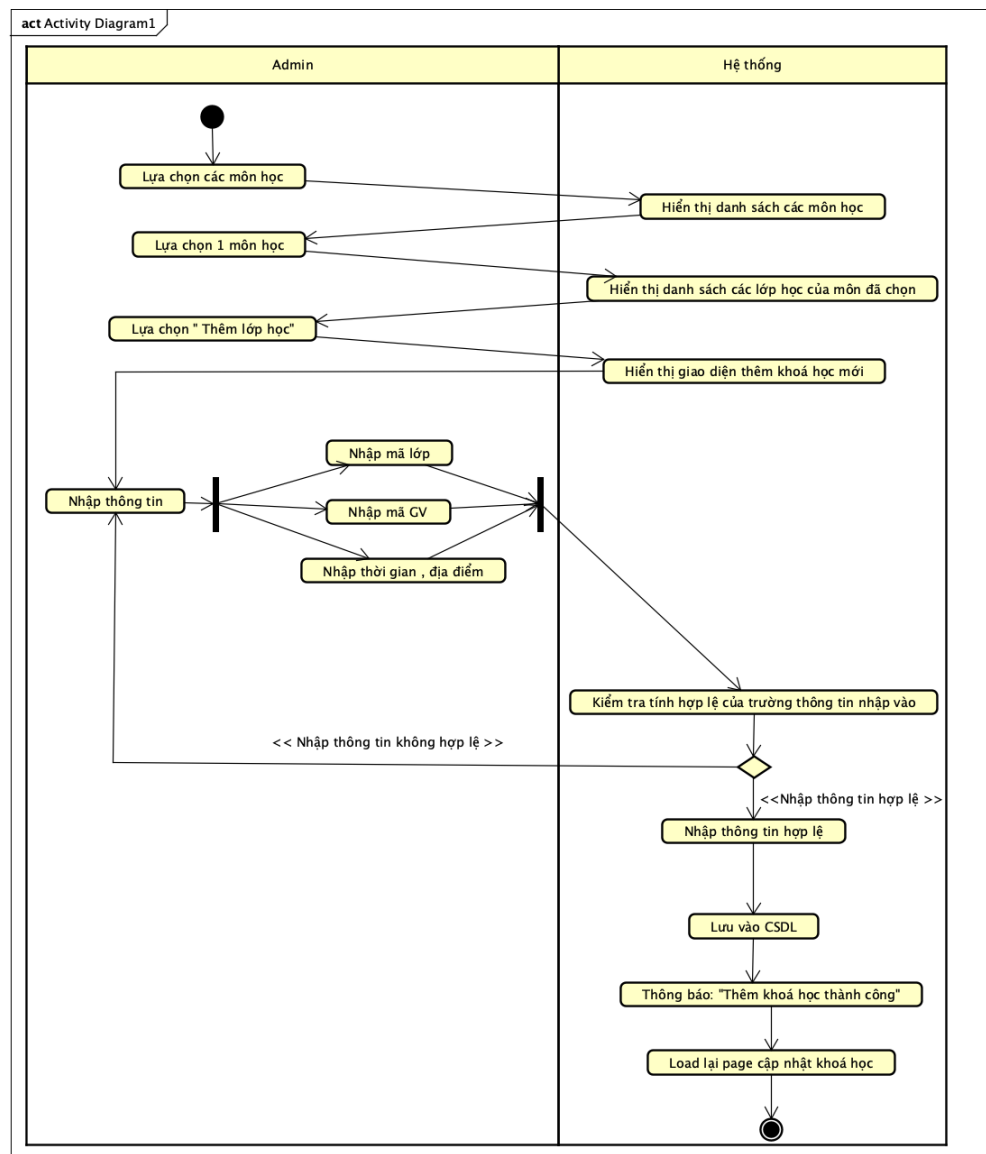 act Activity Diagram1
Admin
Hệ thống
Lựa chọn các môn học
Hiển thị danh sách các môn học
Lựa chọn 1 môn học
Hiển thị danh sách các lớp học của môn đã chọn
Lựa chọn " Thêm lớp học"
Hiển thị giao diện thêm khoá học mới
Nhập mã lớp
Nhập thông tin
Nhập mã GV
Nhập thời gian , địa điểm
Kiểm tra tính hợp lệ của trường thông tin nhập vào
<< Nhập thông tin không hợp lệ >>
<<Nhập thông tin hợp lệ >>
Nhập thông tin hợp lệ
Lưu vào CSDL
Thông báo: "Thêm khoá học thành công"
Load lại page cập nhật khoá học